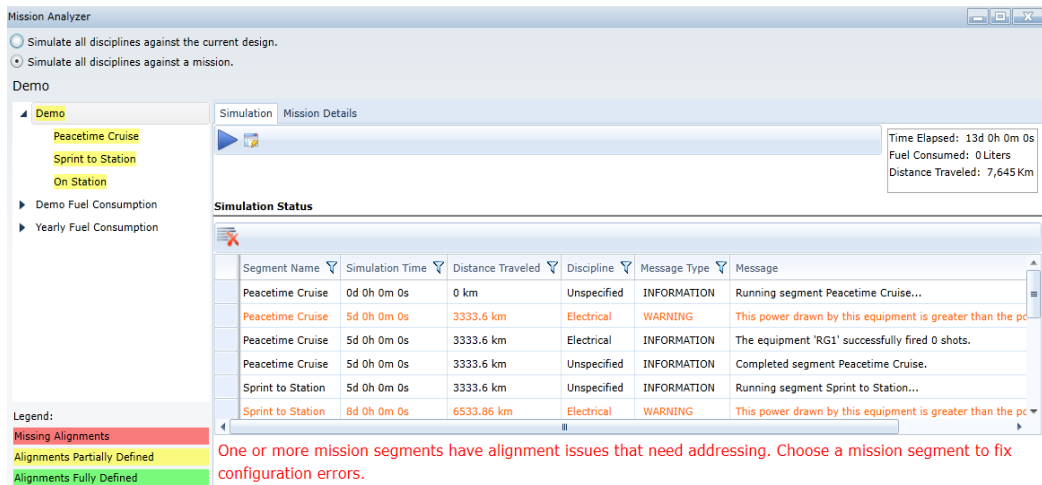 Mission Analyzer
Simulate all disciplines against the current design.
Simulate all disciplines against a mission.
Demo
Demo
Peacetime Cruise
Sprint to Station
On Station
Demo Fuel Consumption
Yearly Fuel Consumption
Legend:
Missing Alignments
Alignments Partially Defined
Alignments Fully Defined
Simulation Mission Details
Time Elapsed: 13d 0h 0m 0s
Fuel Consumed: 0 Liters
Distance Traveled: 7,645 Km
Simulation Status
Segment Name Simulation Time Distance Traveled Discipline Message Type Message
Peacetime Cruise 0d 0h 0m 0s 0 km Unspecified INFORMATION Running segment Peacetime Cruise...
Peacetime Cruise 5d 0h 0m 0s 3333.6 km Electrical WARNING This power drawn by this equipment is greater than the
Peacetime Cruise 5d 0h 0m 0s 3333.6 km Electrical INFORMATION The equipment 'RG1' successfully fired 0 shots.
Peacetime Cruise 5d 0h 0m 0s 3333.6 km Unspecified INFORMATION Completed segment Peacetime Cruise.
Sprint to Station 5d 0h 0m 0s 3333.6 km Unspecified INFORMATION Running segment Sprint to Station...
Sprint to Station 8d 0h 0m 0s 6533.86 km Electrical WARNING This power drawn by this equipment is greater than the
One or more mission segments have alignment issues that need addressing. Choose a mission segment to fix
configuration errors.